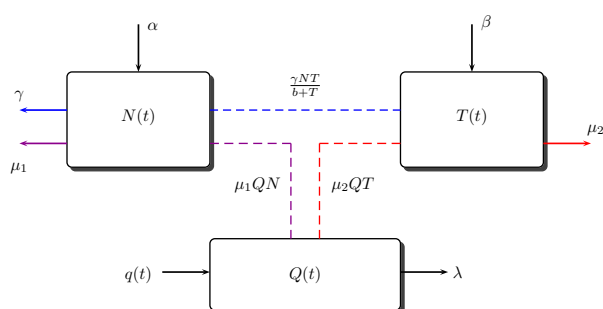 α
β
γ
γNT
b+T
N(t)
T(t)
μ₂
μ₁
μ₁QN
μ₂QT
q(t)
Q(t)
λ